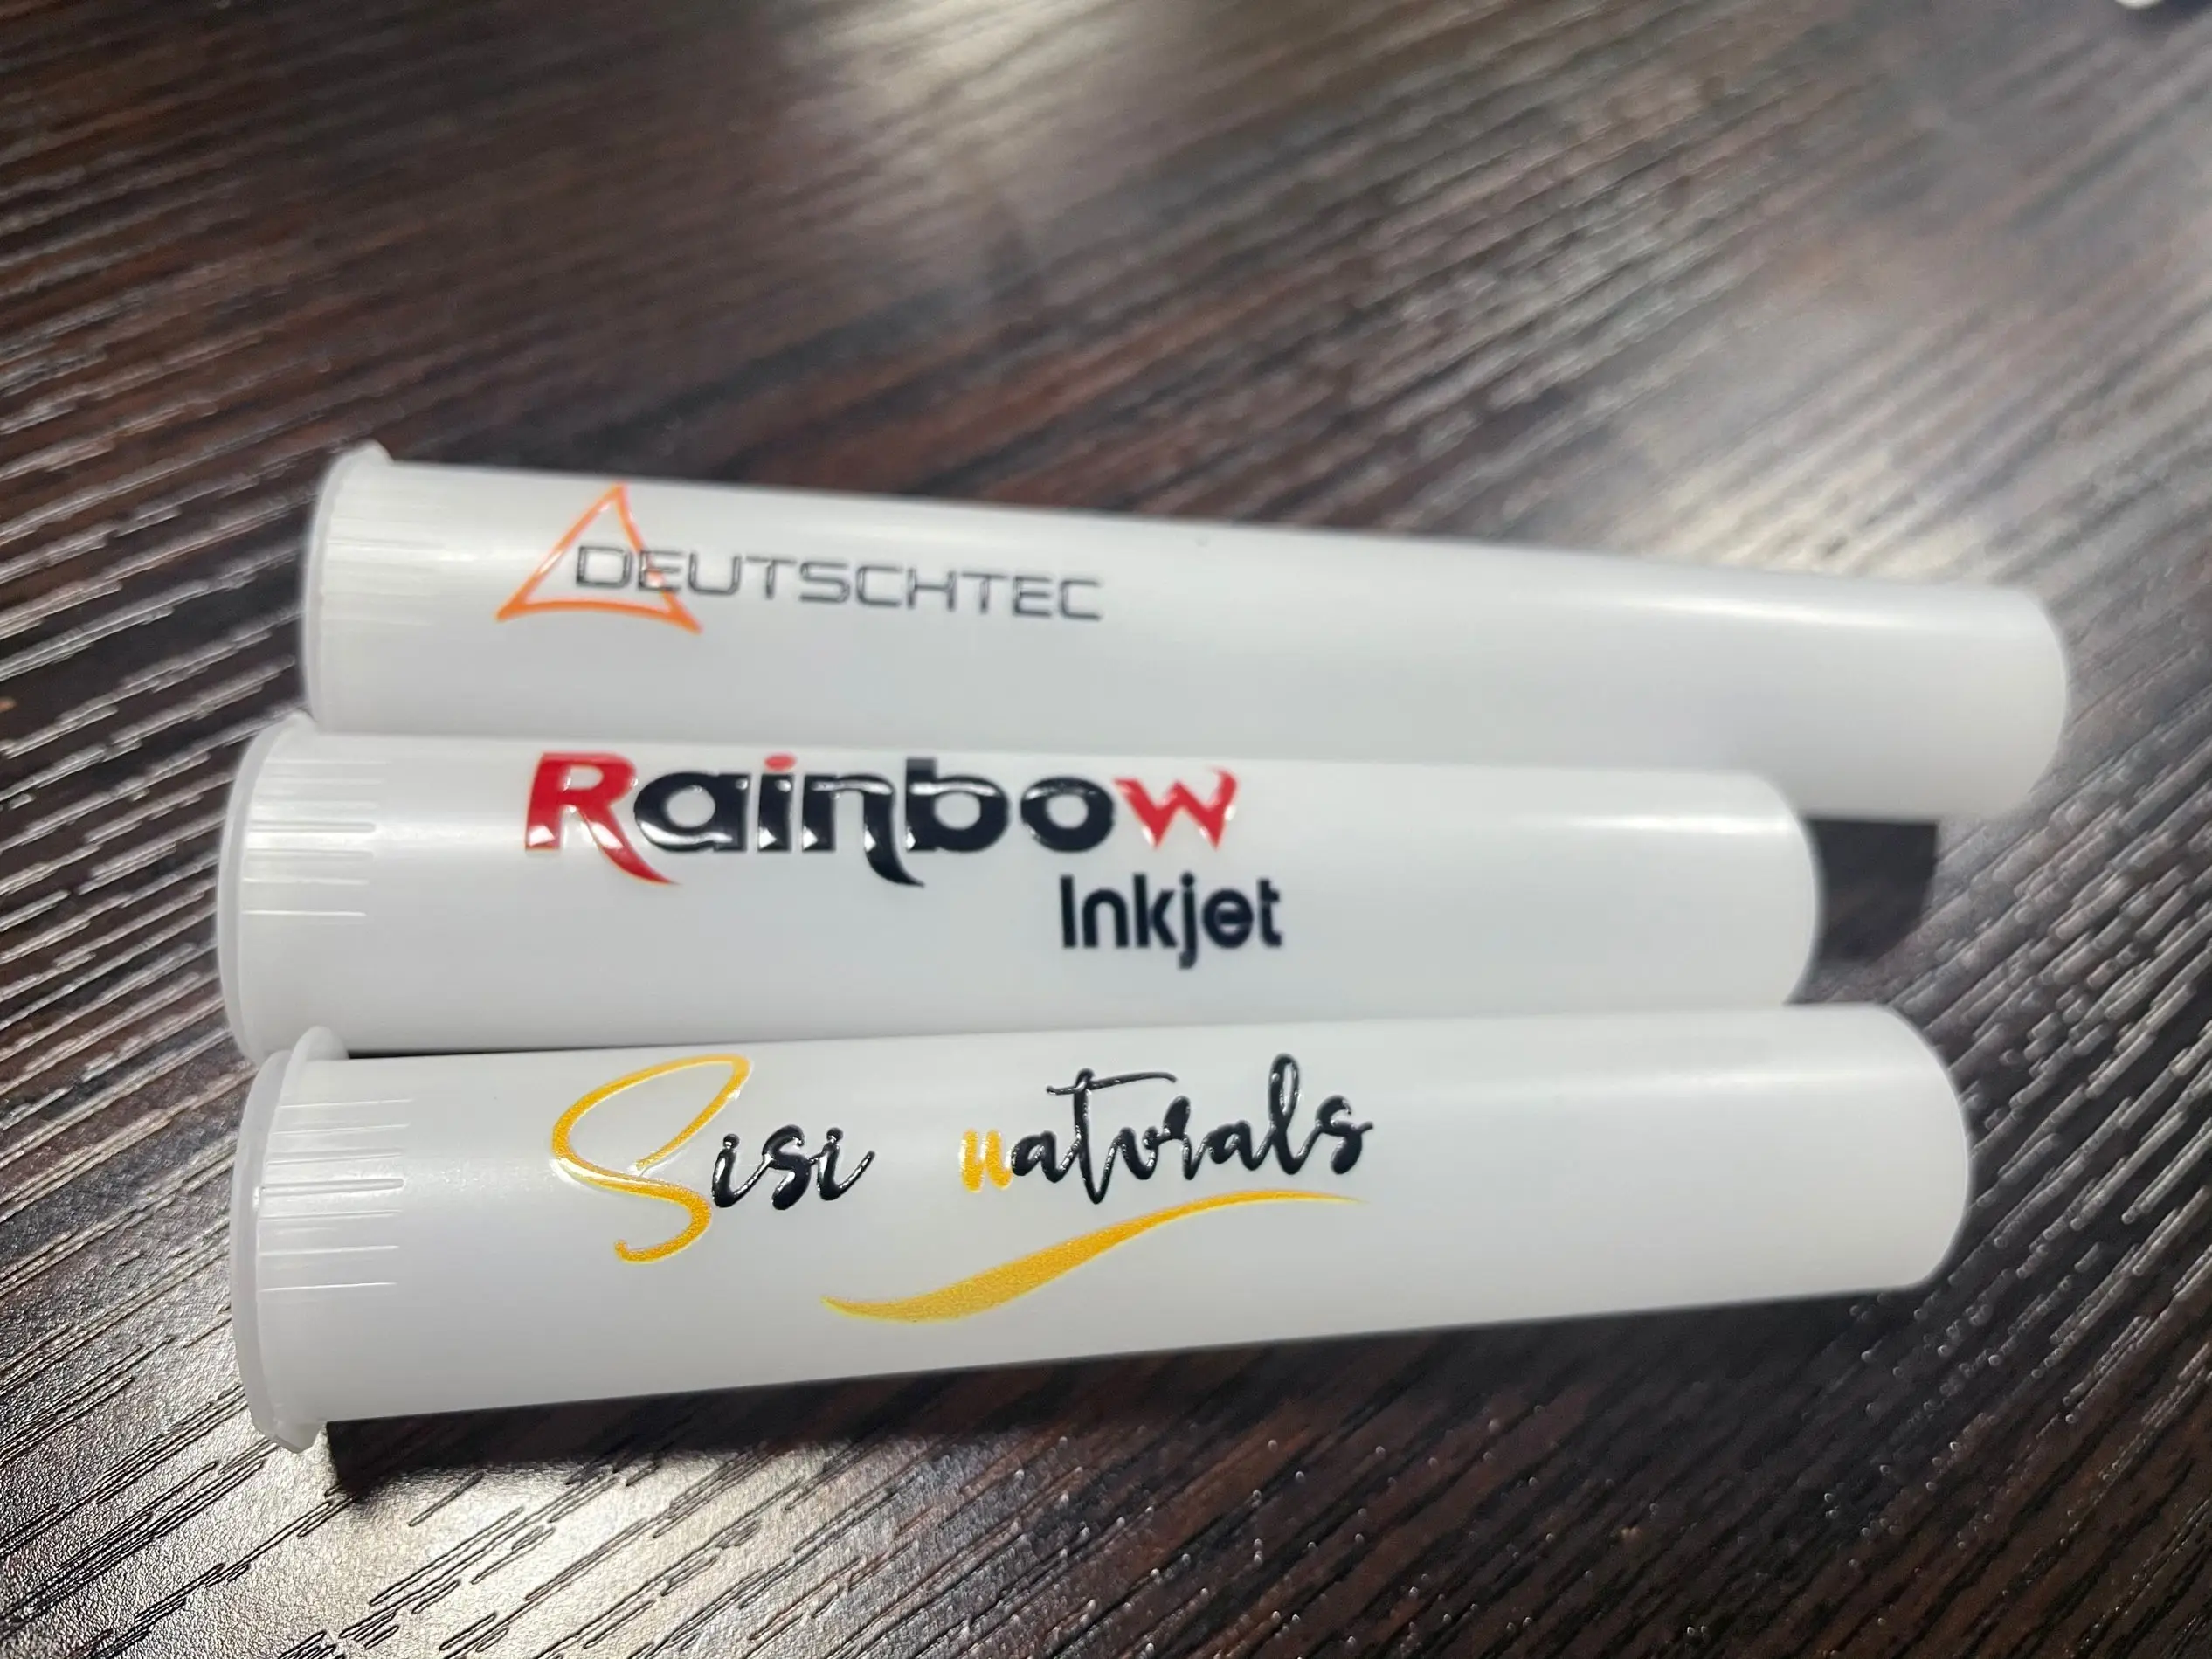 DEUTSCHTEC
Rainbow
Inkjet
Sisi naturals